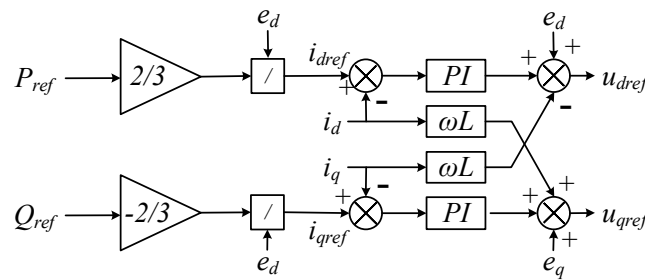 e_d e_d
P_ref 2/3 / i_dref + - PI + + - u_dref
i_d ωL
i_q ωL
Q_ref -2/3 / i_qref + - PI + + + u_qref
e_d e_q